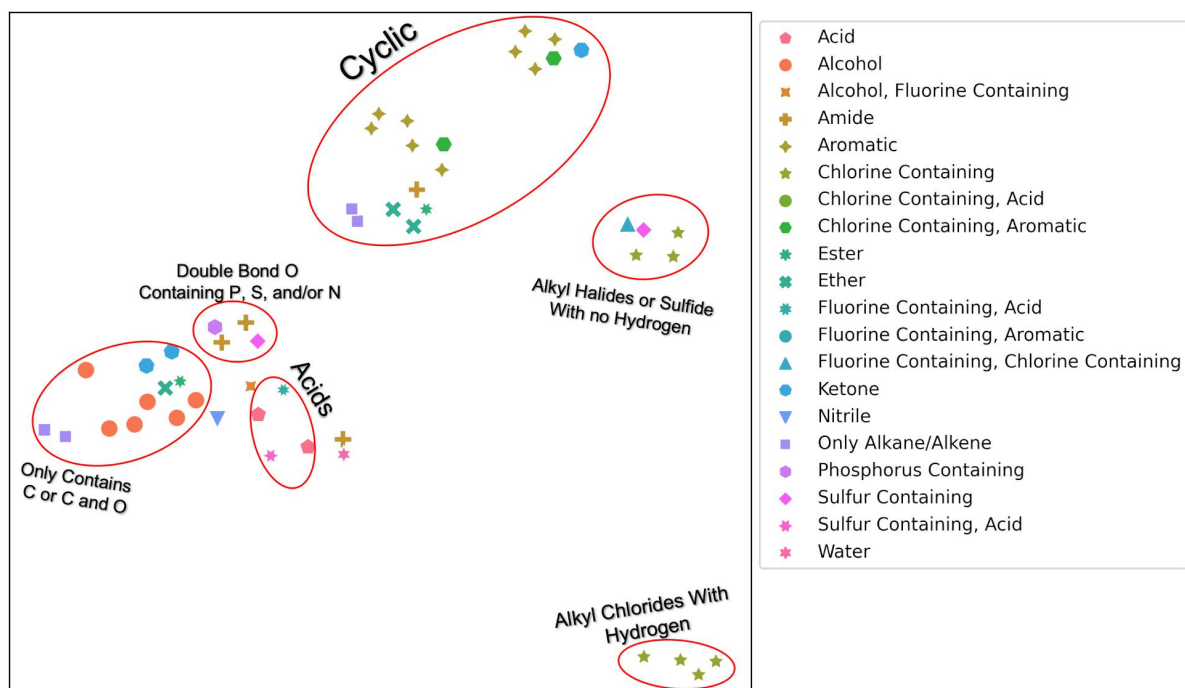 Cyclic
Alkyl Halides or Sulfide
With no Hydrogen
Double Bond O
Containing P, S, and/or N
Acids
Only Contains
C or C and O
Alkyl Chlorides With
Hydrogen
Acid
Alcohol
Alcohol, Fluorine Containing
Amide
Aromatic
Chlorine Containing
Chlorine Containing, Acid
Chlorine Containing, Aromatic
Ester
Ether
Fluorine Containing, Acid
Fluorine Containing, Aromatic
Fluorine Containing, Chlorine Containing
Ketone
Nitrile
Only Alkane/Alkene
Phosphorus Containing
Sulfur Containing
Sulfur Containing, Acid
Water